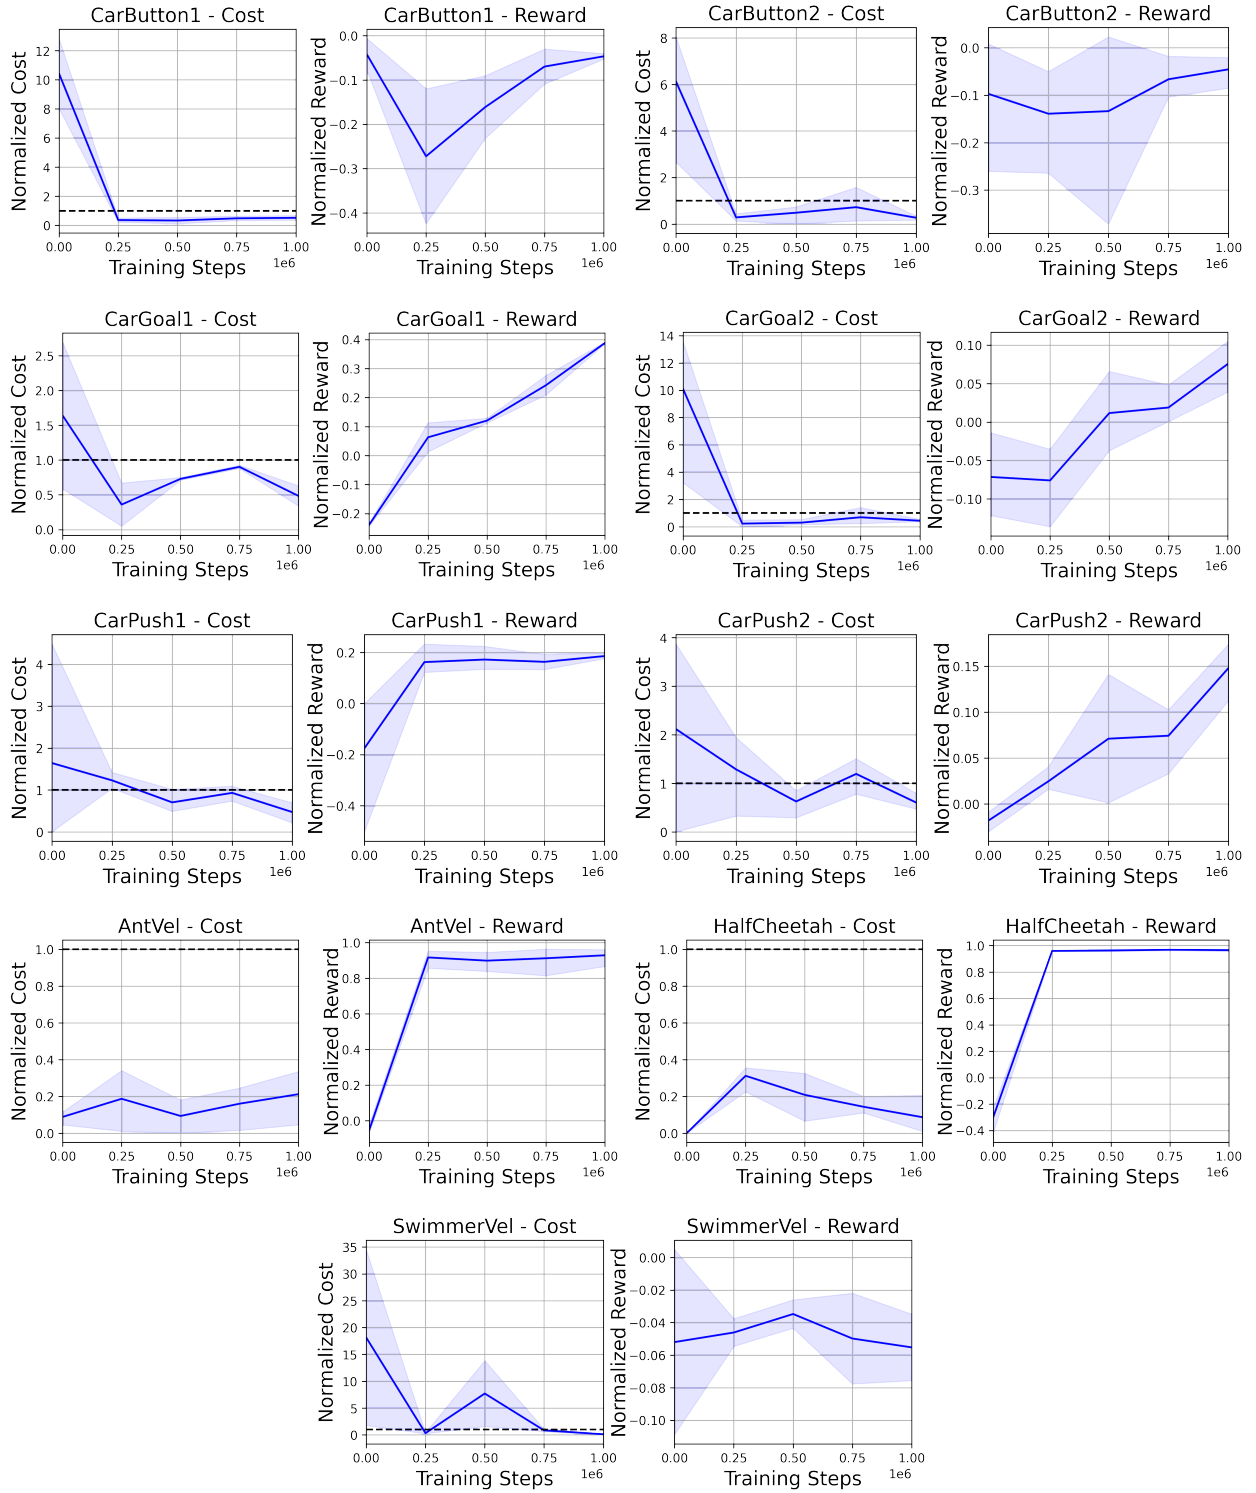 CarButton1 - Cost
Normalized Cost
12
10
8
6
4
2
0
0.00 0.25 0.50 0.75 1.00
1e6
Training Steps
CarButton1 - Reward
Normalized Reward
0.0
−0.1
−0.2
−0.3
−0.4
0.00 0.25 0.50 0.75 1.00
1e6
Training Steps
CarButton2 - Cost
Normalized Cost
8
6
4
2
0
0.00 0.25 0.50 0.75 1.00
1e6
Training Steps
CarButton2 - Reward
Normalized Reward
0.0
−0.1
−0.2
−0.3
0.00 0.25 0.50 0.75 1.00
1e6
Training Steps
CarGoal1 - Cost
Normalized Cost
2.5
2.0
1.5
1.0
0.5
0.0
0.00 0.25 0.50 0.75 1.00
1e6
Training Steps
CarGoal1 - Reward
Normalized Reward
0.4
0.3
0.2
0.1
0.0
−0.1
−0.2
0.00 0.25 0.50 0.75 1.00
1e6
Training Steps
CarGoal2 - Cost
Normalized Cost
14
12
10
8
6
4
2
0
0.00 0.25 0.50 0.75 1.00
1e6
Training Steps
CarGoal2 - Reward
Normalized Reward
0.10
0.05
0.00
−0.05
−0.10
0.00 0.25 0.50 0.75 1.00
1e6
Training Steps
CarPush1 - Cost
Normalized Cost
4
3
2
1
0
0.00 0.25 0.50 0.75 1.00
1e6
Training Steps
CarPush1 - Reward
Normalized Reward
0.2
0.0
−0.2
−0.4
0.00 0.25 0.50 0.75 1.00
1e6
Training Steps
CarPush2 - Cost
Normalized Cost
4
3
2
1
0
0.00 0.25 0.50 0.75 1.00
1e6
Training Steps
CarPush2 - Reward
Normalized Reward
0.15
0.10
0.05
0.00
0.00 0.25 0.50 0.75 1.00
1e6
Training Steps
AntVel - Cost
Normalized Cost
1.0
0.8
0.6
0.4
0.2
0.0
0.00 0.25 0.50 0.75 1.00
1e6
Training Steps
AntVel - Reward
Normalized Reward
1.0
0.8
0.6
0.4
0.2
0.0
0.00 0.25 0.50 0.75 1.00
1e6
Training Steps
HalfCheetah - Cost
Normalized Cost
1.0
0.8
0.6
0.4
0.2
0.0
0.00 0.25 0.50 0.75 1.00
1e6
Training Steps
HalfCheetah - Reward
Normalized Reward
1.0
0.8
0.6
0.4
0.2
0.0
−0.2
−0.4
0.00 0.25 0.50 0.75 1.00
1e6
Training Steps
SwimmerVel - Cost
Normalized Cost
35
30
25
20
15
10
5
0
0.00 0.25 0.50 0.75 1.00
1e6
Training Steps
SwimmerVel - Reward
Normalized Reward
0.00
−0.02
−0.04
−0.06
−0.08
−0.10
0.00 0.25 0.50 0.75 1.00
1e6
Training Steps